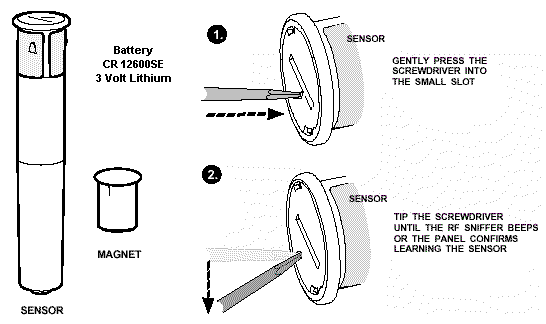 Battery
CR 12600SE
3 Volt Lithium
1.
SENSOR
GENTLY PRESS THE
SCREWDRIVER INTO
THE SMALL SLOT
2.
SENSOR
TIP THE SCREWDRIVER
UNTIL THE RF SNIFFER BEEPS
OR THE PANEL CONFIRMS
LEARNING THE SENSOR
MAGNET
SENSOR